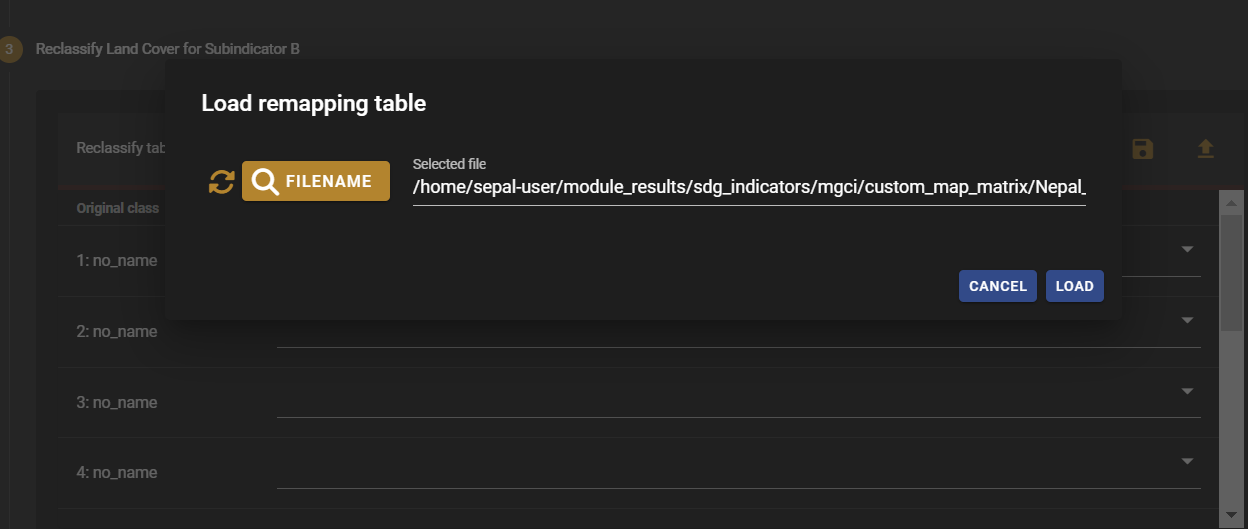 3 Reclassify Land Cover for Subindicator B
Load remapping table
Reclassify tab
FILENAME
Selected file
/home/sepal-user/module_results/sdg_indicators/mgci/custom_map_matrix/Nepal_
Original class
1: no_name
CANCEL LOAD
2: no_name
3: no_name
4: no_name